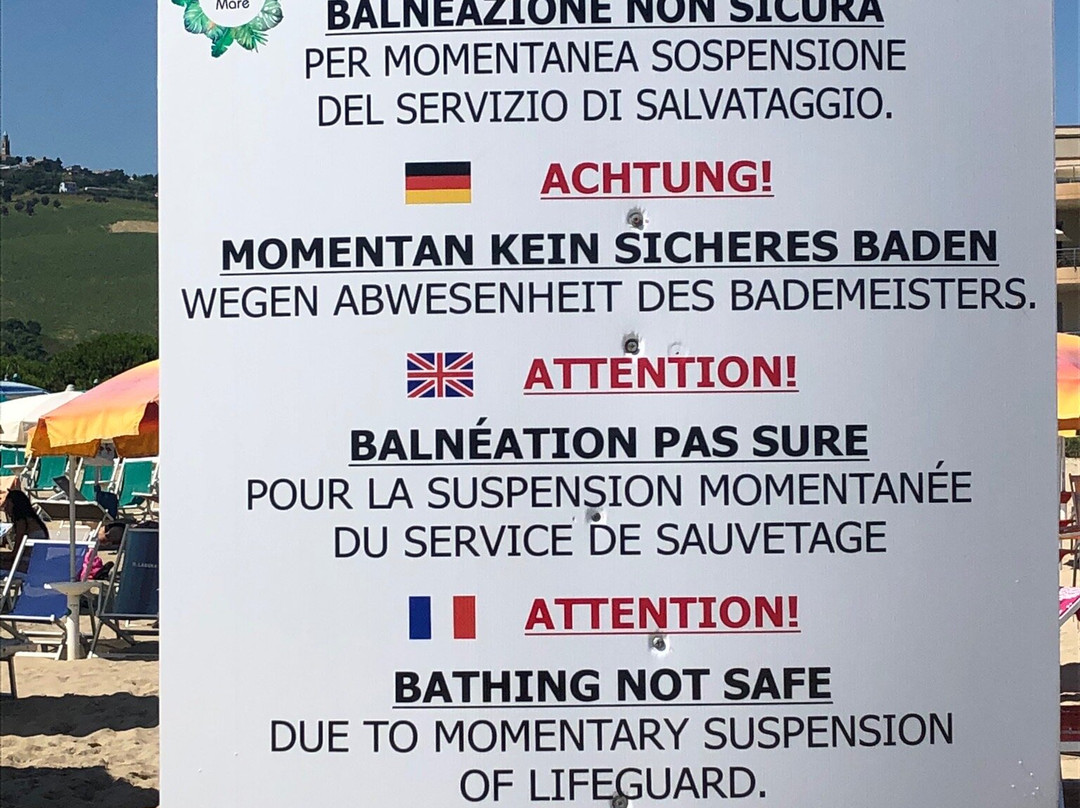 Mare
BALNEAZIONE NON SICURA
PER MOMENTANEA SOSPENSIONE
DEL SERVIZIO DI SALVATAGGIO.
ACHTUNG!
MOMENTAN KEIN SICHERES BADEN
WEGEN ABWESENHEIT DES BADEMEISTERS.
ATTENTION!
BALNÉATION PAS SURE
POUR LA SUSPENSION MOMENTANÉE
DU SERVICE DE SAUVETAGE
ATTENTION!
BATHING NOT SAFE
DUE TO MOMENTARY SUSPENSION
OF LIFEGUARD.